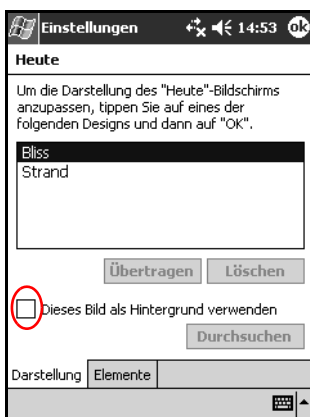 Einstellungen 14:53 ok
Heute
Um die Darstellung des "Heute"-Bildschirms
anzupassen, tippen Sie auf eines der
folgenden Designs und dann auf "OK".
Bliss
Strand
Übertragen Löschen
Dieses Bild als Hintergrund verwenden
Durchsuchen
Darstellung Elemente